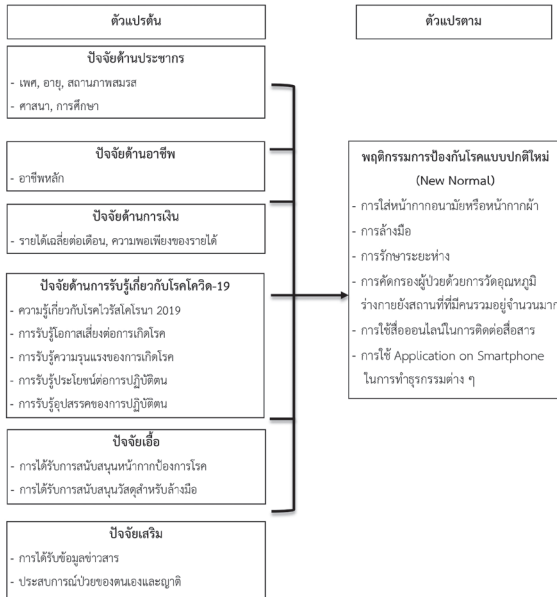 ตัวแปรต้น
ตัวแปรตาม
ปัจจัยด้านประชากร
- เพศ, อายุ, สถานภาพสมรส
- ศาสนา, การศึกษา
ปัจจัยด้านอาชีพ
- อาชีพหลัก
ปัจจัยด้านการเงิน
- รายได้เฉลี่ยต่อเดือน, ความพอเพียงของรายได้
ปัจจัยด้านการรับรู้เกี่ยวกับโรคโควิด-19
- ความรู้เกี่ยวกับโรคไวรัสโคโรนา 2019
- การรับรู้โอกาสเสี่ยงต่อการเกิดโรค
- การรับรู้ความรุนแรงของการเกิดโรค
- การรับรู้ประโยชน์ต่อการปฏิบัติตน
- การรับรู้อุปสรรคของการปฏิบัติตน
ปัจจัยเอื้อ
- การได้รับการสนับสนุนหน้ากากป้องการโรค
- การได้รับการสนับสนุนวัสดุสำหรับล้างมือ
ปัจจัยเสริม
- การได้รับข้อมูลข่าวสาร
- ประสบการณ์ป่วยของตนเองและญาติ
พฤติกรรมการป้องกันโรคแบบปกติใหม่
(New Normal)
- การใส่หน้ากากอนามัยหรือหน้ากากผ้า
- การล้างมือ
- การรักษาระยะห่าง
- การคัดกรองผู้ป่วยด้วยการวัดอุณหภูมิ
ร่างกายยังสถานที่ที่มีคนรวมอยู่จำนวนมาก
- การใช้สื่อออนไลน์ในการติดต่อสื่อสาร
- การใช้ Application on Smartphone
ในการทำธุรกรรมต่าง ๆ